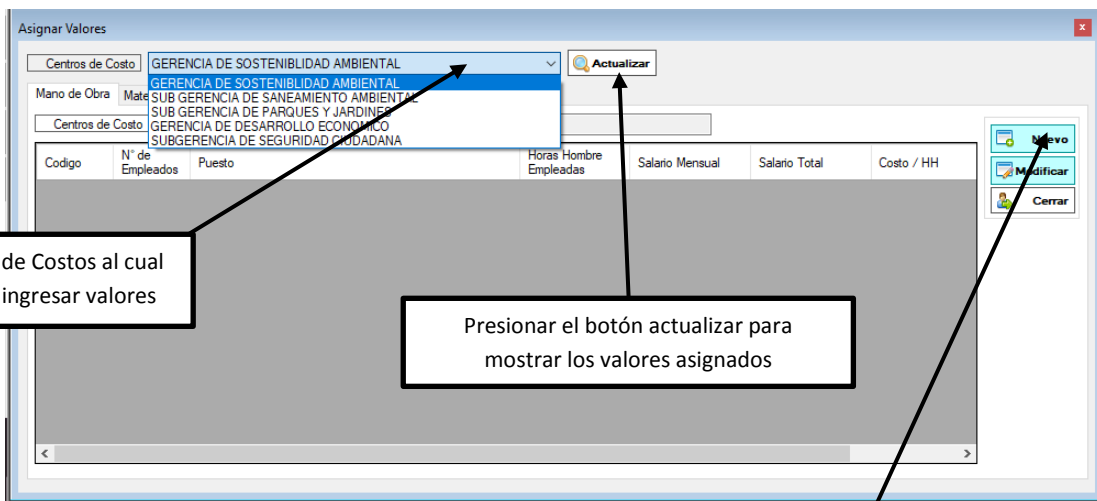 Asignar Valores
x
Centros de Costo GERENCIA DE SOSTENIBLIDAD AMBIENTAL Actualizar
GERENCIA DE SOSTENIBLIDAD AMBIENTAL
SUB GERENCIA DE SANEAMIENTO AMBIENTAL
SUB GERENCIA DE PARQUES Y JARDINES
GERENCIA DE DESARROLLO ECONOMICO
SUBGERENCIA DE SEGURIDAD CIUDADANA
Mano de Obra Mate
Centros de Costo
Codigo N° de Empleados Puesto Horas Hombre Empleadas Salario Mensual Salario Total Costo / HH
Nuevo
Modificar
Cerrar
de Costos al cual
ingresar valores
Presionar el botón actualizar para
mostrar los valores asignados